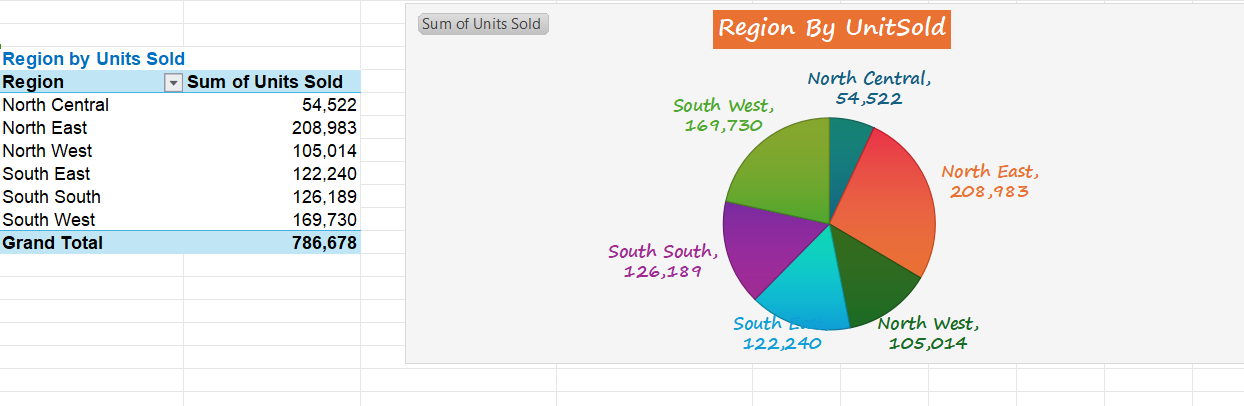 Region by Units Sold
Region Sum of Units Sold
North Central 54,522
North East 208,983
North West 105,014
South East 122,240
South South 126,189
South West 169,730
Grand Total 786,678
Sum of Units Sold
Region By UnitSold
North Central,
54,522
South West,
169,730
North East,
208,983
South South,
126,189
South East,
122,240
North West,
105,014